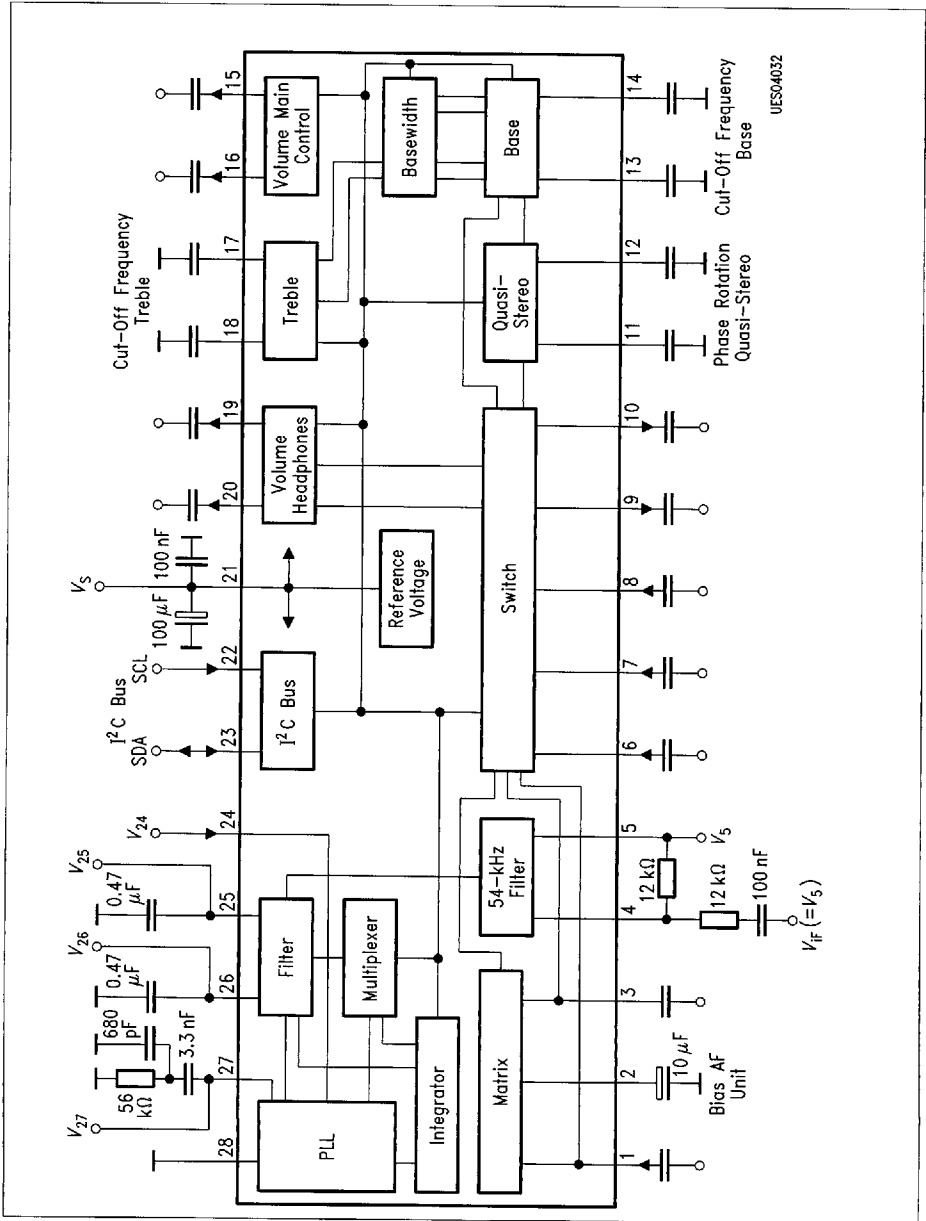 V27
56
kΩ
680
pF
3.3 nF
V26
0.47
μF
V25
0.47
μF
V24
I²C Bus
SDA
SCL
VS
100 μF
100 nF
Cut-Off Frequency
Treble
28
27
26
25
24
23
22
21
20
19
18
17
16
15
PLL
Filter
Multiplexer
Integrator
I²C Bus
Reference
Voltage
Volume
Headphones
Treble
Volume Main
Control
Basewidth
Matrix
54-kHz
Filter
Switch
Quasi-
Stereo
Base
1
2
3
4
5
6
7
8
9
10
11
12
13
14
10 μF
Bias AF
Unit
12 kΩ
12 kΩ
100 nF
V5
ViF (=V5)
Phase Rotation
Quasi-Stereo
Cut-Off Frequency
Base
UES04032